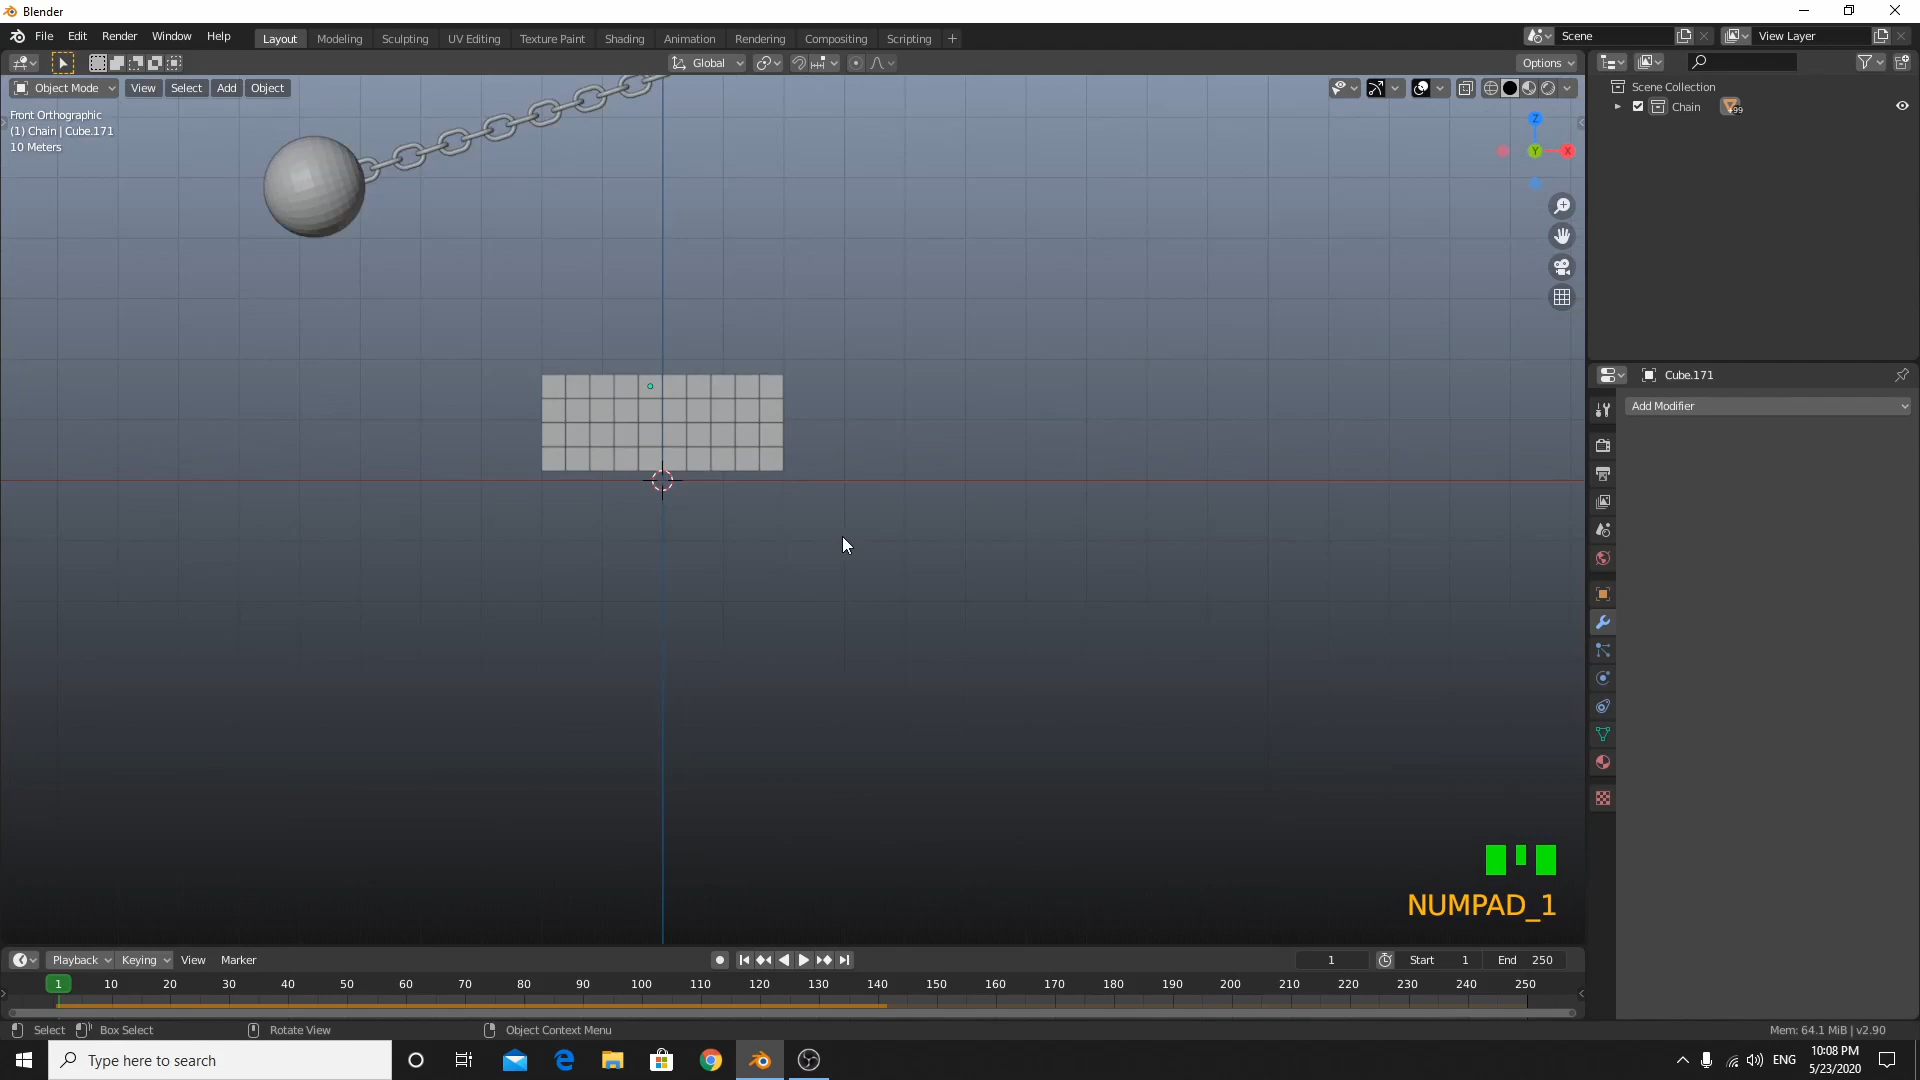 Blender
File Edit Render Window Help Layout Modeling Sculpting UV Editing Texture Paint Shading Animation Rendering Compositing Scripting + Scene View Layer
Global Options
Object Mode View Select Add Object
Front Orthographic
(1) Chain | Cube.171
10 Meters
Z
Y
X
Scene Collection
Chain
+99
Cube.171
Add Modifier
NUMPAD_1
Playback Keying View Marker 1 Start 1 End 250
1 10 20 30 40 50 60 70 80 90 100 110 120 130 140 150 160 170 180 190 200 210 220 230 240 250
Select Box Select Rotate View Object Context Menu Mem: 64.1 MiB | v2.90
Type here to search
ENG
10:08 PM
5/23/2020